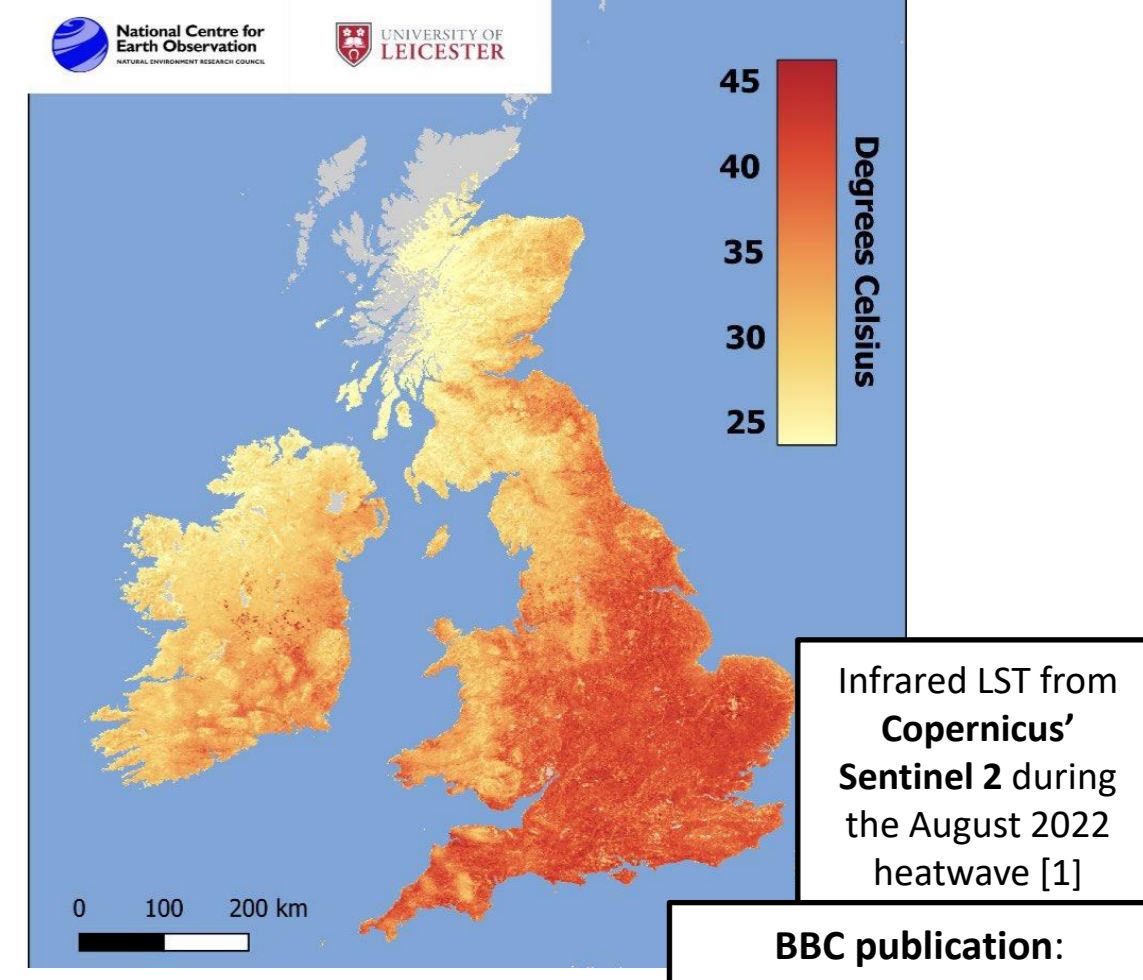 National Centre for
Earth Observation
NATURAL ENVIRONMENT RESEARCH COUNCIL
UNIVERSITY OF
LEICESTER
45
40
35
30
25
Degrees Celsius
0 100 200 km
Infrared LST from
Copernicus’
Sentinel 2 during
the August 2022
heatwave [1]
BBC publication: